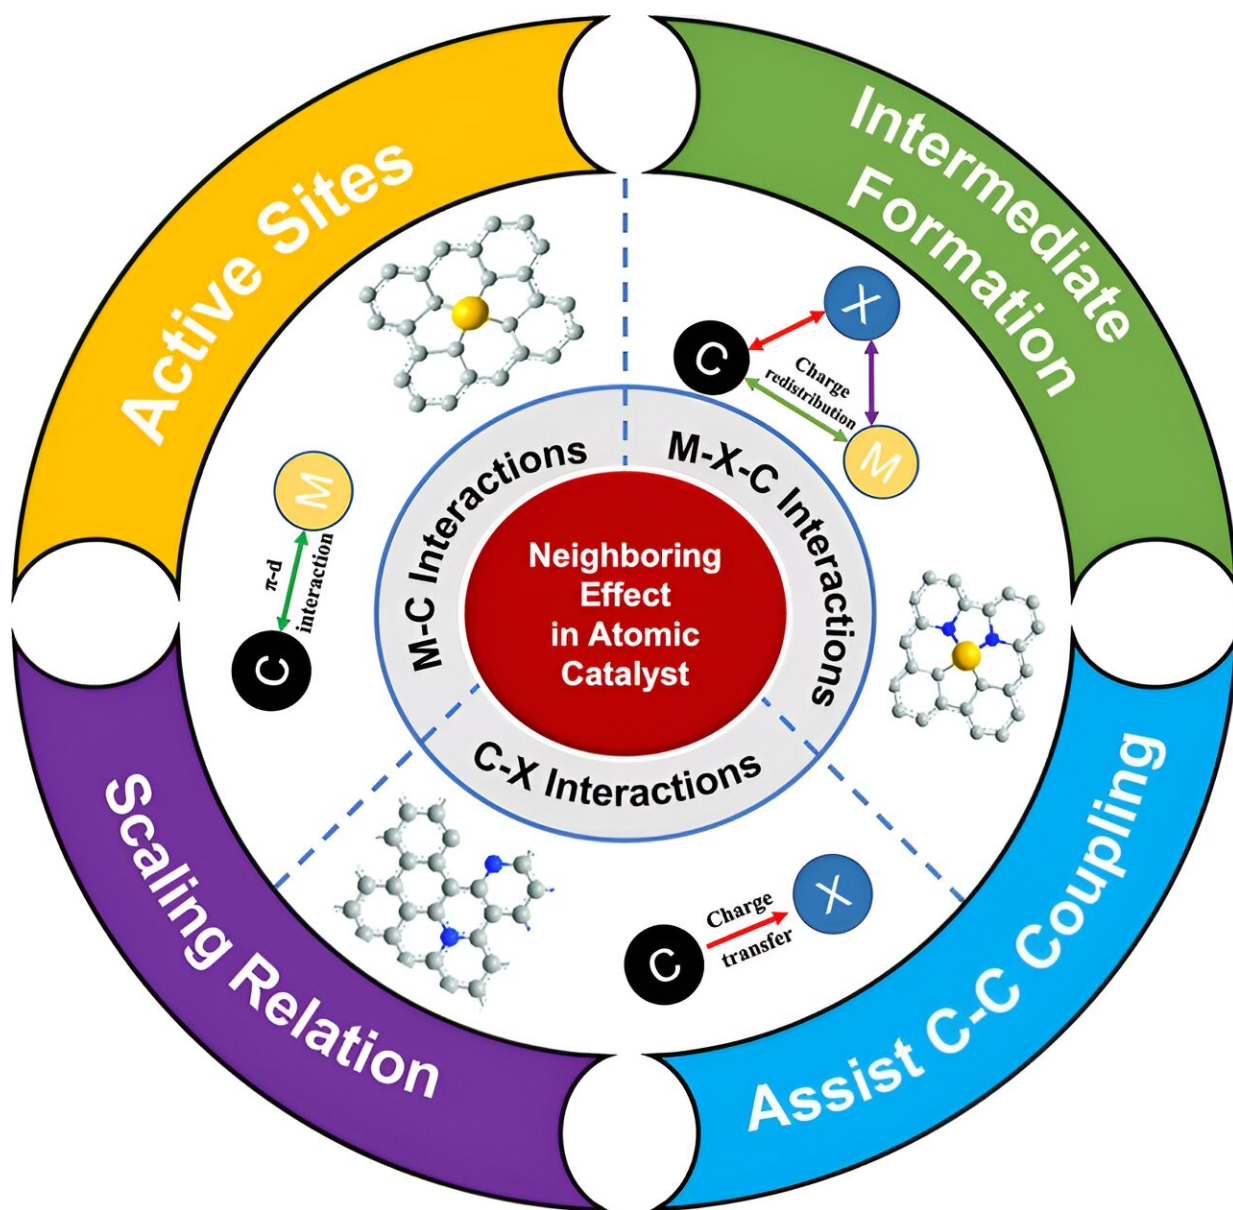 Active Sites
Intermediate
Formation
Scaling Relation
Assist C-C Coupling
M-C Interactions
M-X-C Interactions
C-X Interactions
Neighboring
Effect
in Atomic
Catalyst
M
π-d
interaction
C
X
C
Charge
redistribution
M
C
Charge
transfer
X